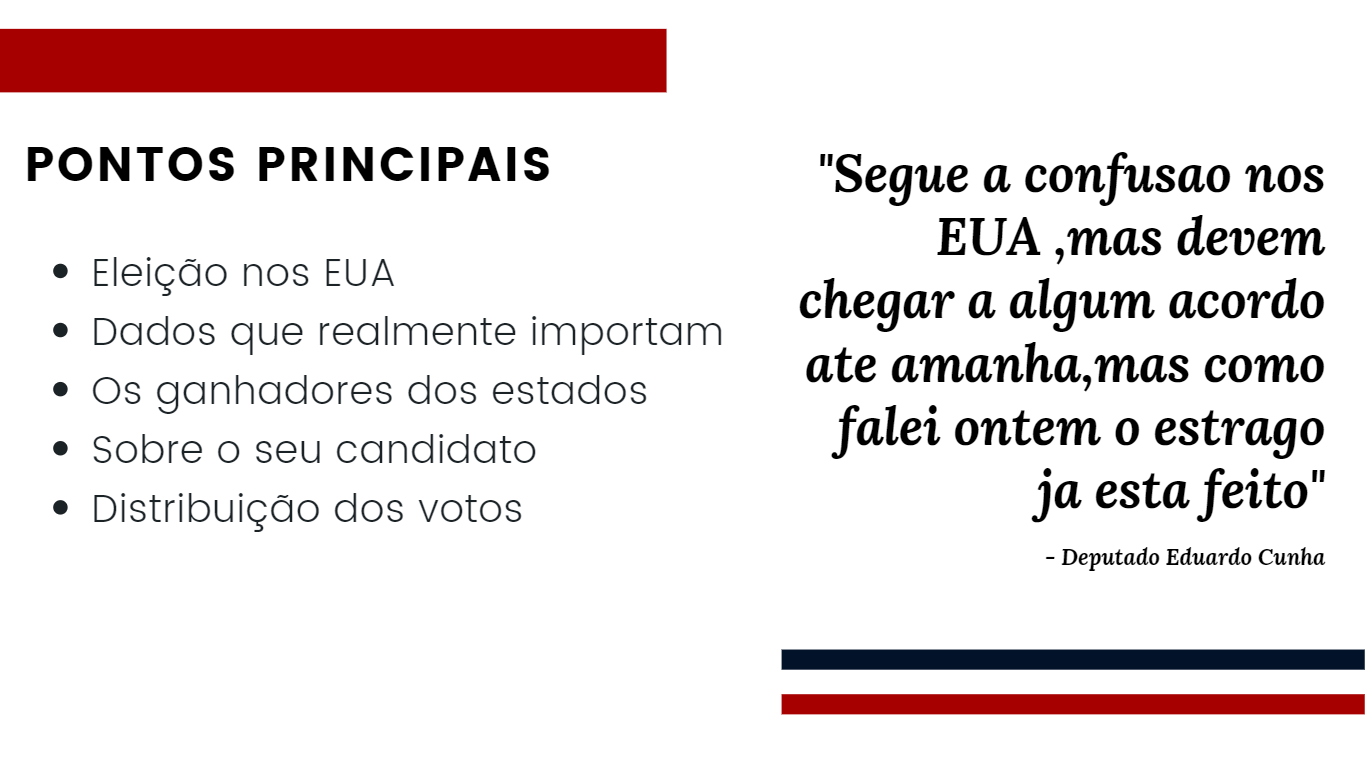 PONTOS PRINCIPAIS
Eleição nos EUA
Dados que realmente importam
Os ganhadores dos estados
Sobre o seu candidato
Distribuição dos votos
"Segue a confusao nos
EUA ,mas devem
chegar a algum acordo
ate amanha,mas como
falei ontem o estrago
ja esta feito"
- Deputado Eduardo Cunha